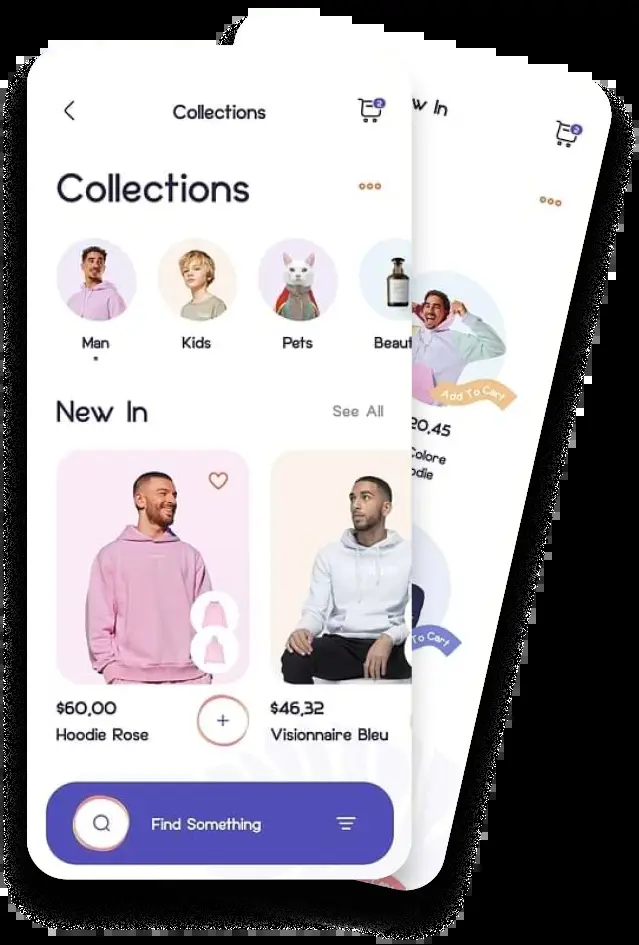 Collections
2
Collections
Man
Kids
Pets
Beaut
New In
See All
$60,00
Hoodie Rose
$46,32
Visionnaire Bleu
Find Something
w In
2
Add To Cart
20,45
Colore
odie
To Cart